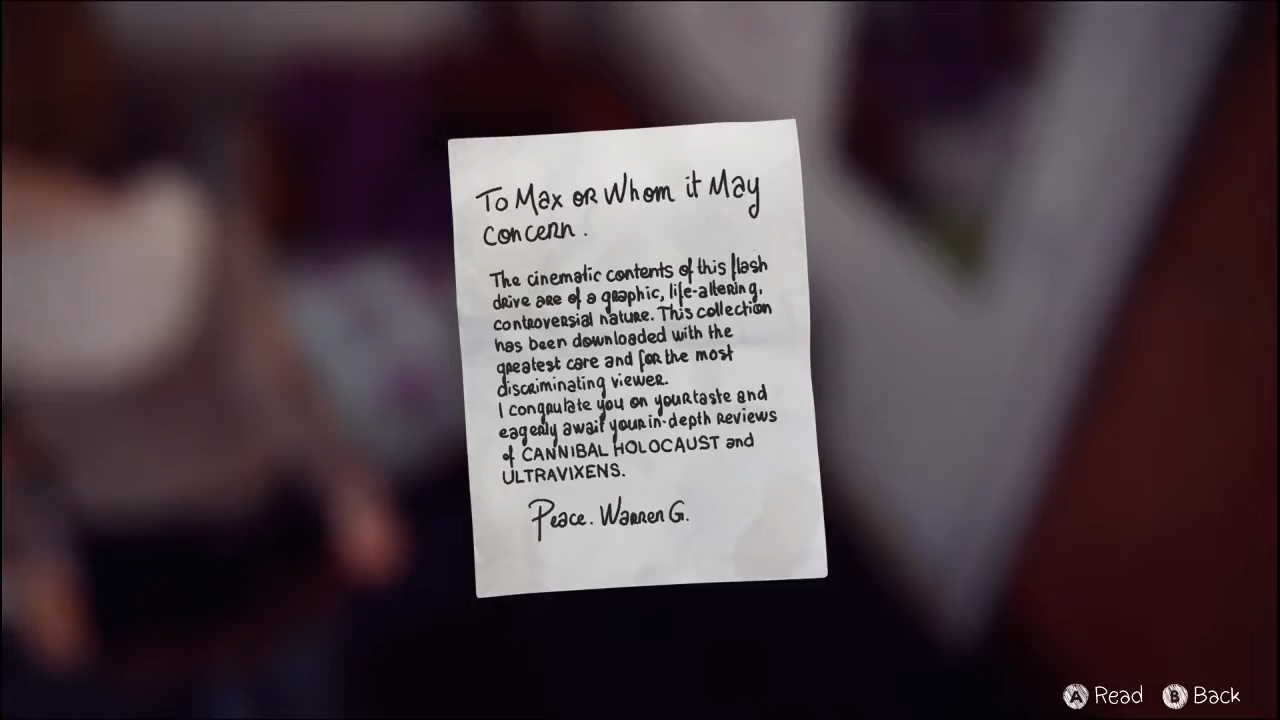 To Max or Whom it May
Concern.
The cinematic contents of this flash
drive are of a graphic, life-altering,
controversial nature. This collection
has been downloaded with the
greatest care and for the most
discriminating viewer.
I congrulate you on your taste and
eagerly await your in-depth reviews
of CANNIBAL HOLOCAUST and
ULTRAVIXENS.
Peace. Warren G.
A Read B Back